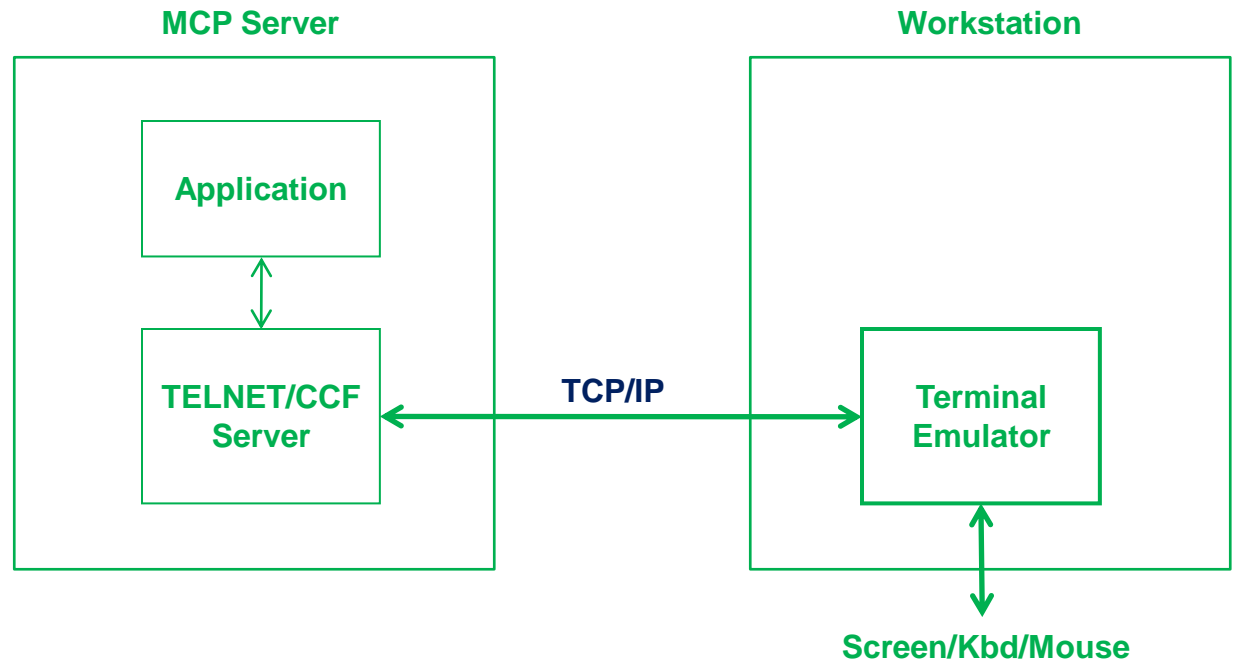 MCP Server
Workstation
Application
TELNET/CCF
Server
TCP/IP
Terminal
Emulator
Screen/Kbd/Mouse